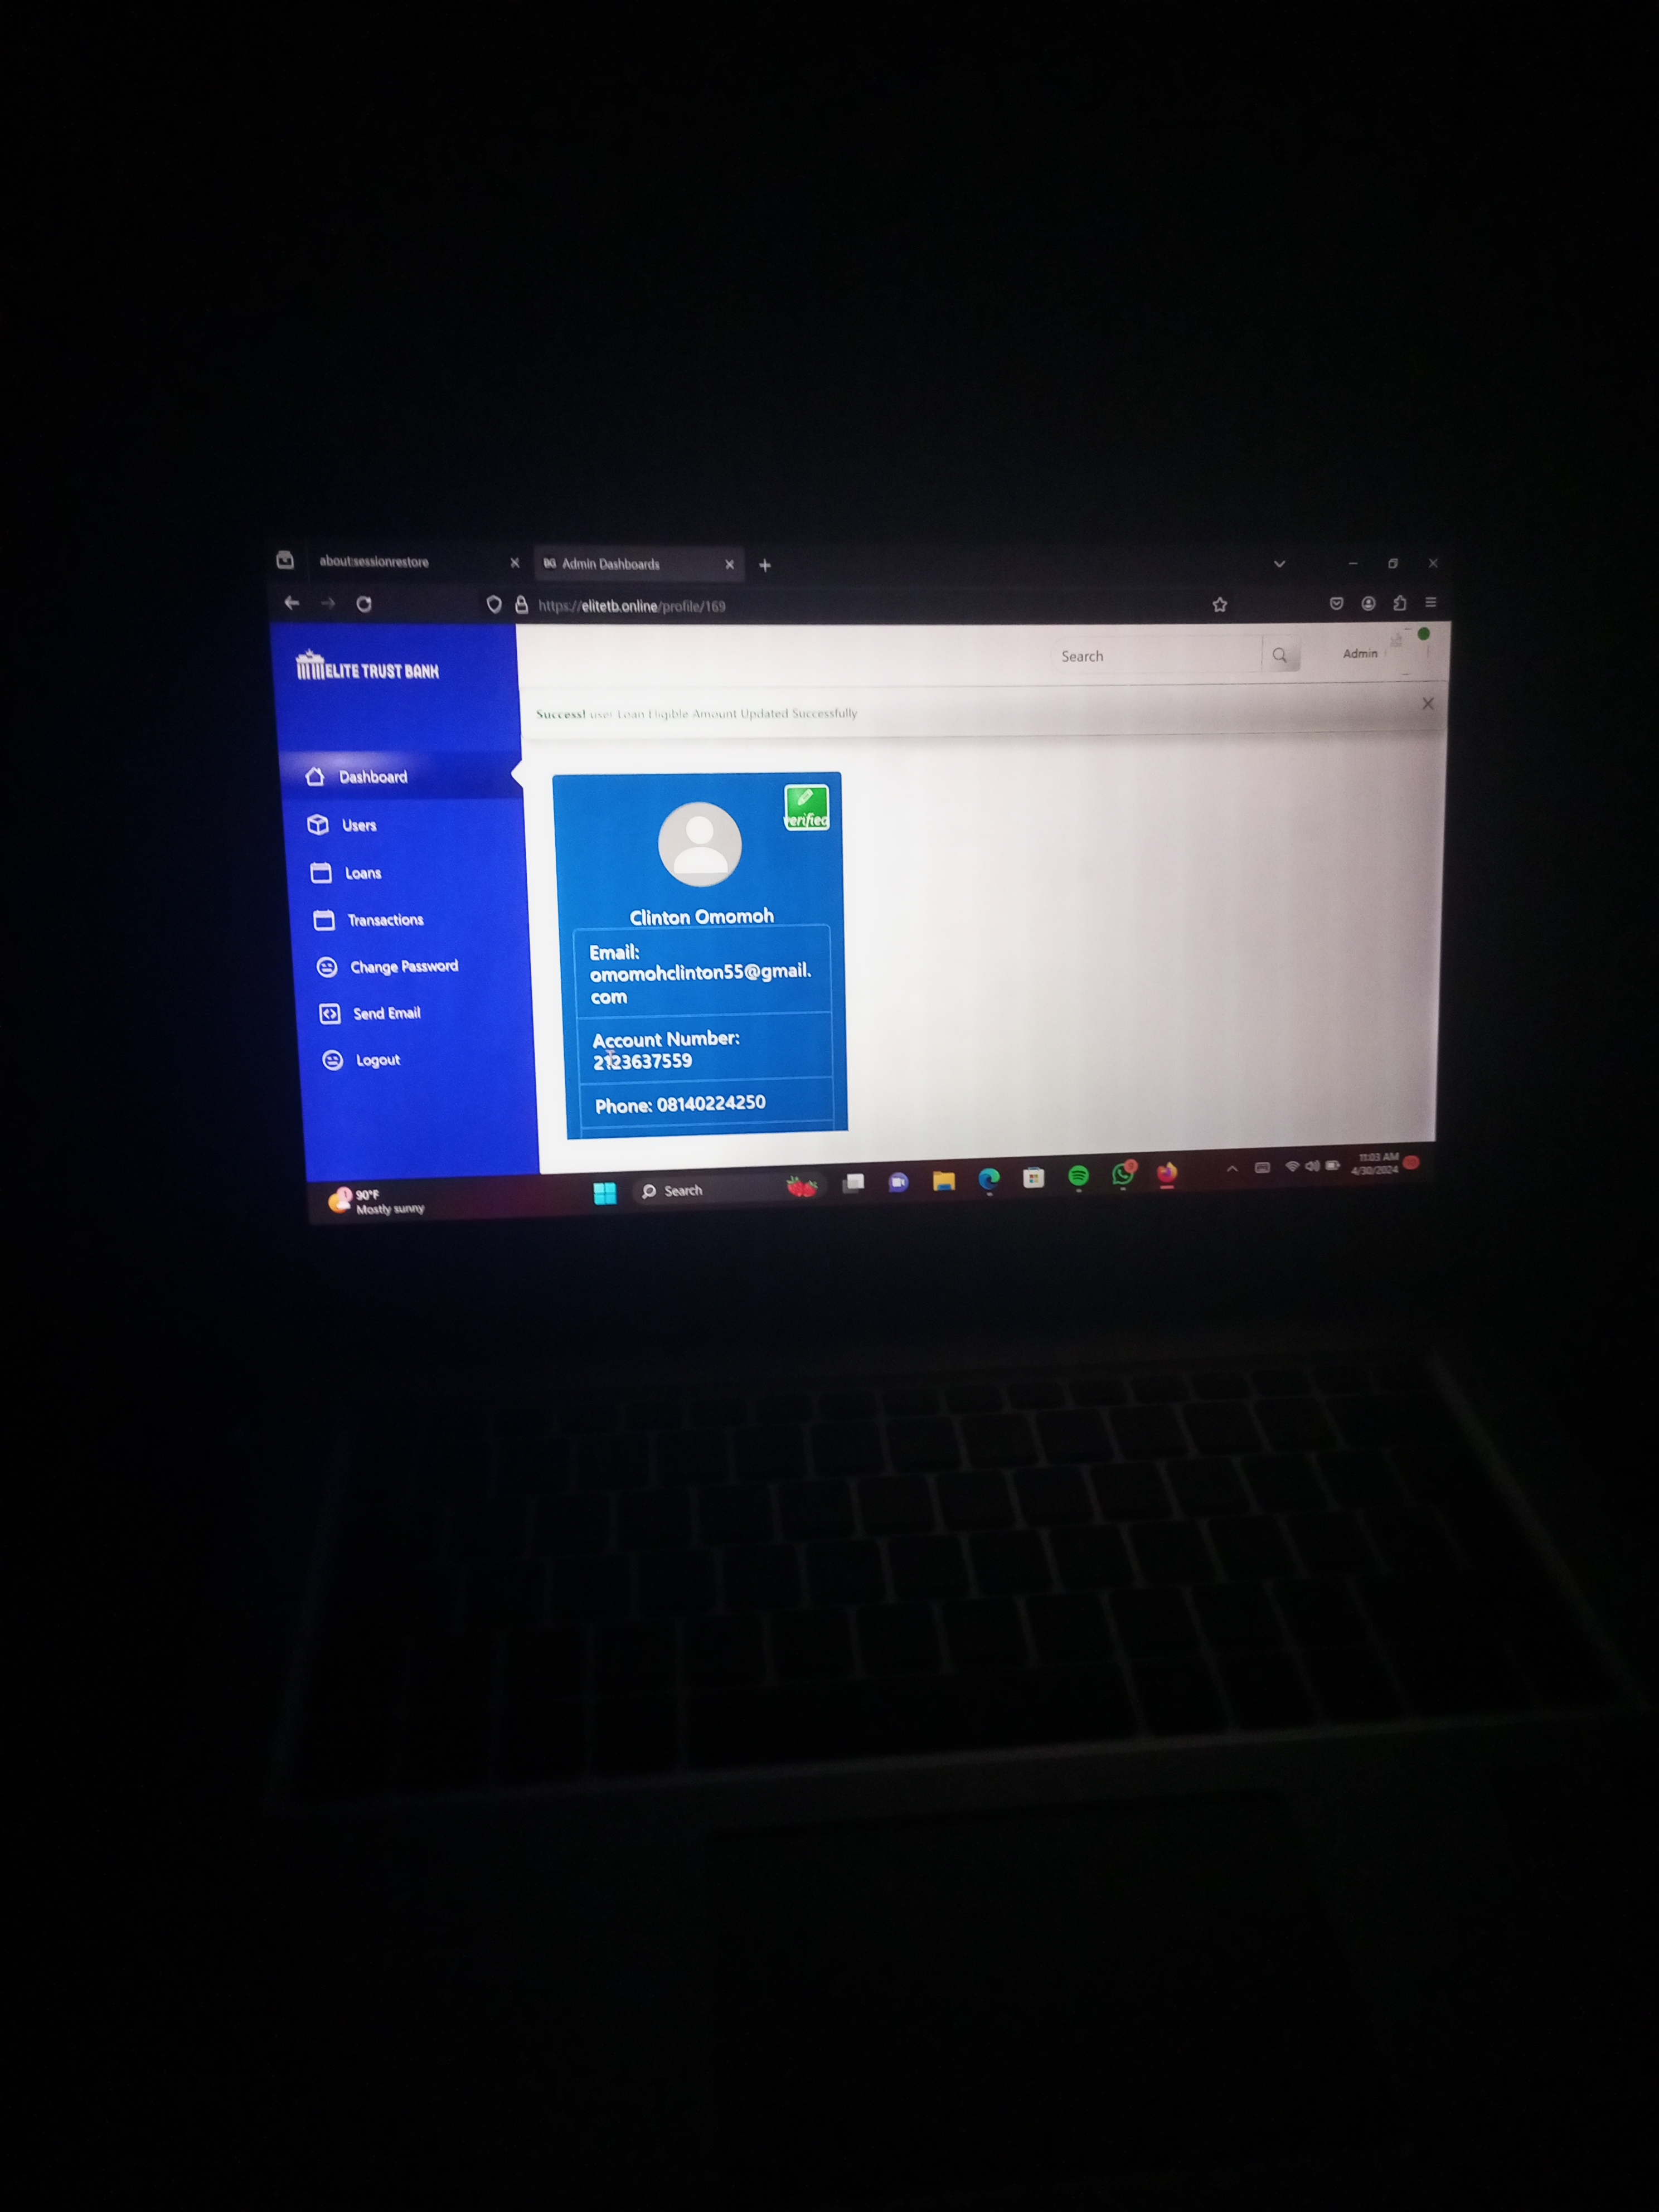 about:sessionrestore
BG Admin Dashboards
https://elitetb.online/profile/169
ELITE TRUST BANK
Search
Admin
Success! user Loan Eligible Amount Updated Successfully
Dashboard
Users
Loans
Transactions
Change Password
Send Email
Logout
verified
Clinton Omomoh
Email:
omomohclinton55@gmail.
com
Account Number:
2123637559
Phone: 08140224250
90°F
Mostly sunny
Search
11:03 AM
4/30/2024